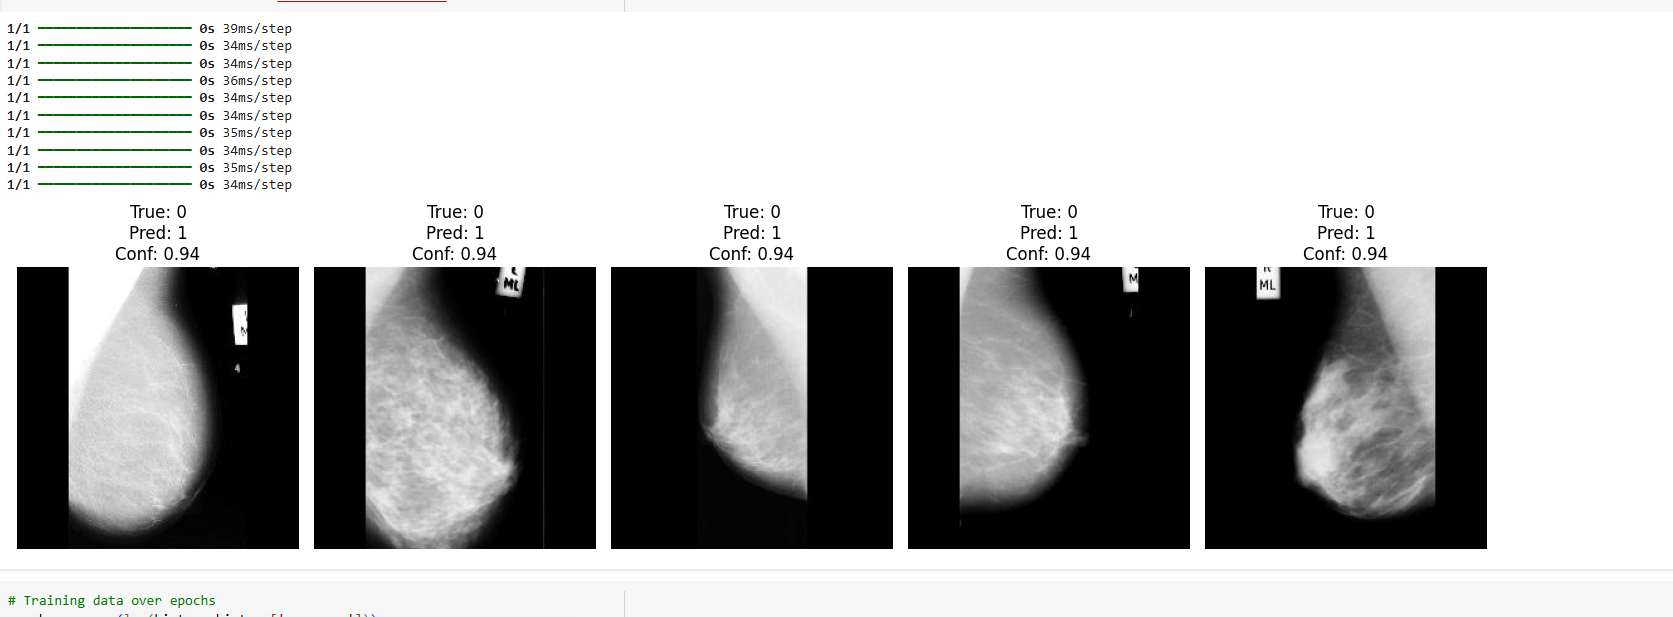 1/1 ━━━━━━━━━━━━━━━━━━━━ 0s 39ms/step
1/1 ━━━━━━━━━━━━━━━━━━━━ 0s 34ms/step
1/1 ━━━━━━━━━━━━━━━━━━━━ 0s 34ms/step
1/1 ━━━━━━━━━━━━━━━━━━━━ 0s 36ms/step
1/1 ━━━━━━━━━━━━━━━━━━━━ 0s 34ms/step
1/1 ━━━━━━━━━━━━━━━━━━━━ 0s 34ms/step
1/1 ━━━━━━━━━━━━━━━━━━━━ 0s 35ms/step
1/1 ━━━━━━━━━━━━━━━━━━━━ 0s 34ms/step
1/1 ━━━━━━━━━━━━━━━━━━━━ 0s 35ms/step
1/1 ━━━━━━━━━━━━━━━━━━━━ 0s 34ms/step
True: 0
Pred: 1
Conf: 0.94
True: 0
Pred: 1
Conf: 0.94
ML
True: 0
Pred: 1
Conf: 0.94
True: 0
Pred: 1
Conf: 0.94
M
True: 0
Pred: 1
Conf: 0.94
ML
# Training data over epochs